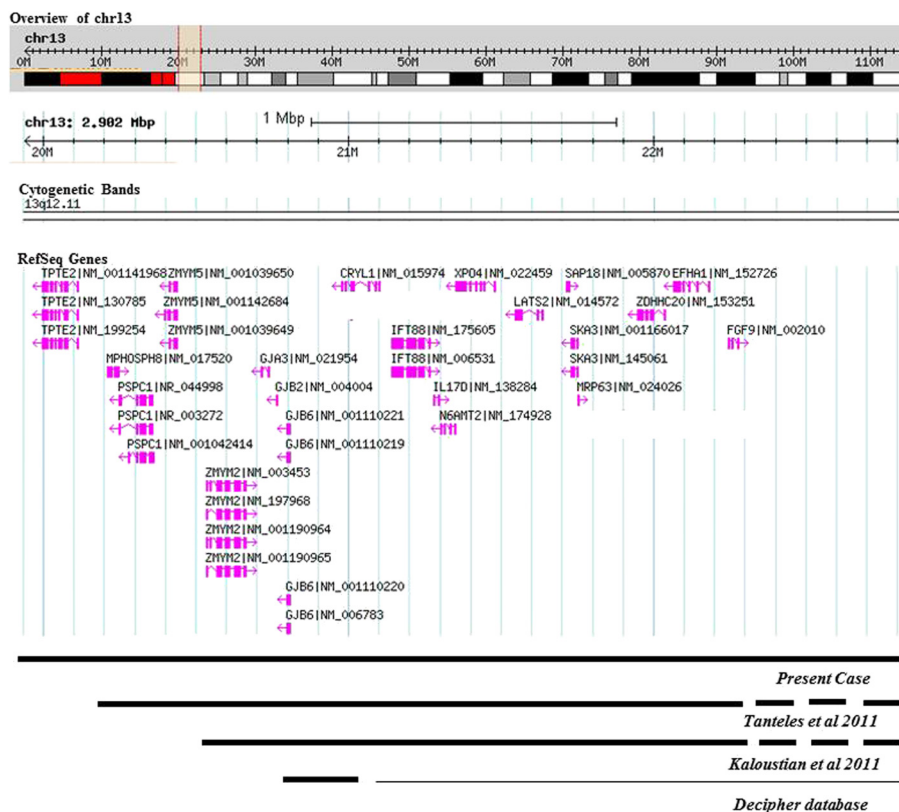 Overview of chr13
chr13
0M 10M 20M 30M 40M 50M 60M 70M 80M 90M 100M 110M
chr13: 2.902 Mbp 1 Mbp
20M 21M 22M
Cytogenetic Bands
13q12.11
RefSeq Genes
TPTE2|NM_001141968 ZMYM5|NM_001039650 CRYL1|NM_015974 XPO4|NM_022459 SAP18|NM_005870 EFHA1|NM_152726
TPTE2|NM_130785 ZMYM5|NM_001142684 LATS2|NM_014572 ZDHHC20|NM_153251
TPTE2|NM_199254 ZMYM5|NM_001039649 IFT88|NM_175605 SKA3|NM_001166017 FGF9|NM_002010
MPHOSPH8|NM_017520 GJA3|NM_021954 IFT88|NM_006531 SKA3|NM_145061
PSPC1|NR_044998 GJB2|NM_004004 IL17D|NM_138284 MRP63|NM_024026
PSPC1|NR_003272 GJB6|NM_001110221 N6AMT2|NM_174928
PSPC1|NM_001042414 GJB6|NM_001110219
ZMYM2|NM_003453
ZMYM2|NM_197968
ZMYM2|NM_001190964
ZMYM2|NM_001190965
GJB6|NM_001110220
GJB6|NM_006783
Present Case
Tanteles et al 2011
Kaloustian et al 2011
Decipher database